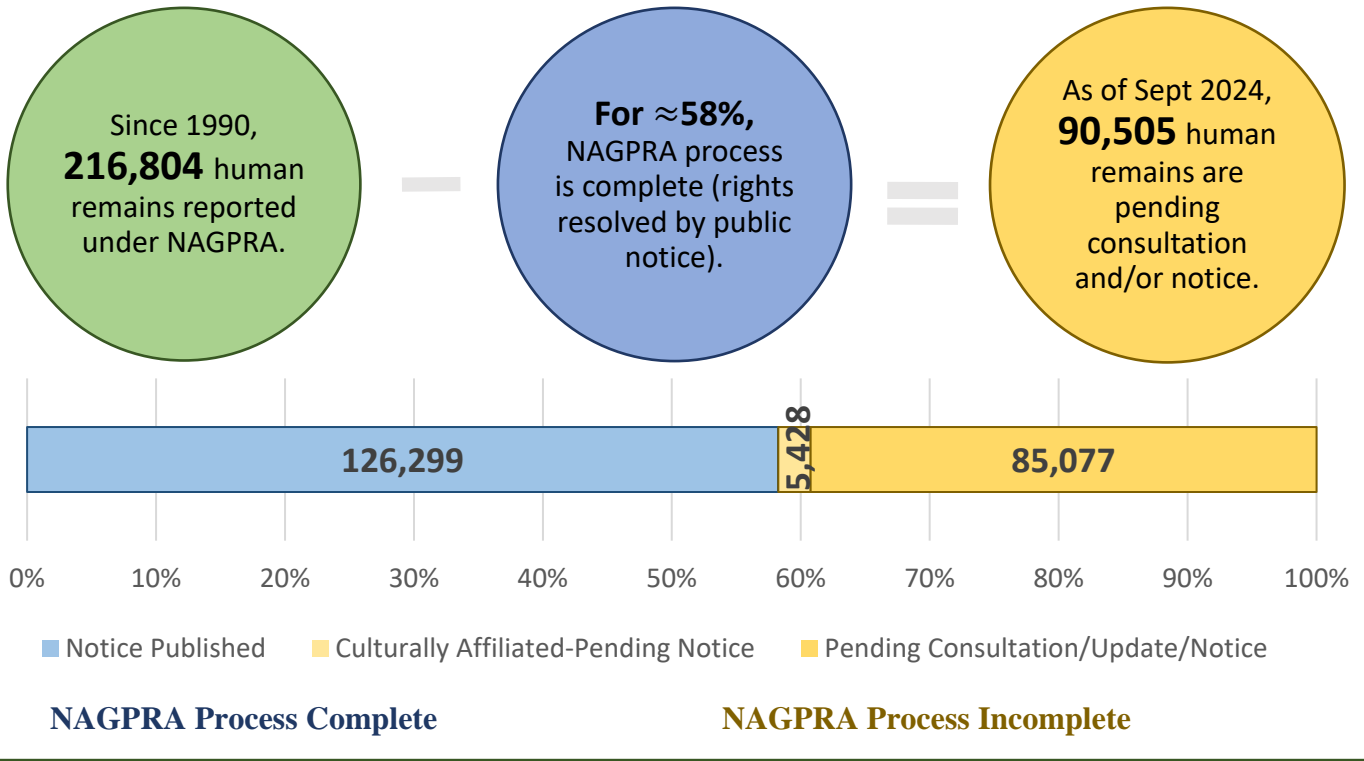 Since 1990,
216,804 human
remains reported
under NAGPRA.
For ≈58%,
NAGPRA process
is complete (rights
resolved by public
notice).
As of Sept 2024,
90,505 human
remains are
pending
consultation
and/or notice.
126,299
5,428
85,077
0% 10% 20% 30% 40% 50% 60% 70% 80% 90% 100%
Notice Published Culturally Affiliated-Pending Notice Pending Consultation/Update/Notice
NAGPRA Process Complete NAGPRA Process Incomplete